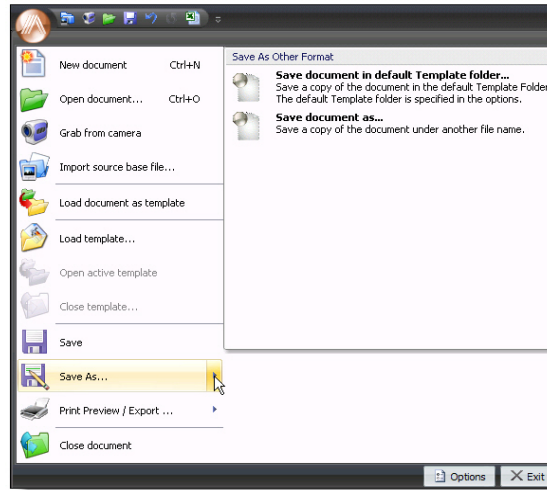 New document Ctrl+N
Open document... Ctrl+O
Grab from camera
Import source base file...
Load document as template
Load template...
Open active template
Close template...
Save
Save As...
Print Preview / Export ...
Close document
Save As Other Format
Save document in default Template folder...
Save a copy of the document in the default Template Folder
The default Template folder is specified in the options.
Save document as...
Save a copy of the document under another file name.
Options
Exit